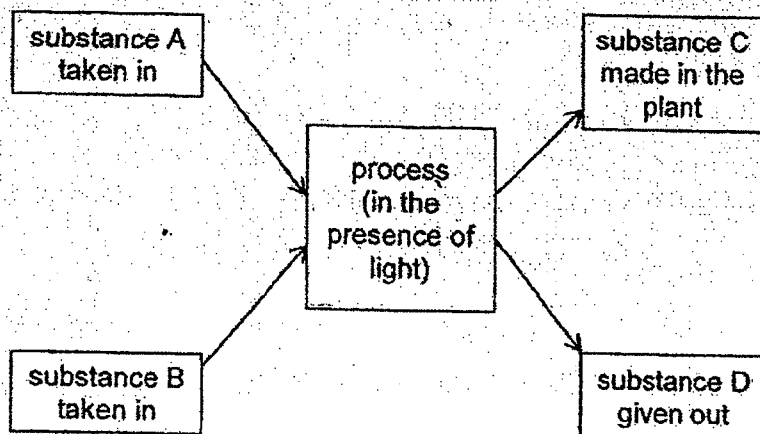 substance A
taken in
substance C
made in the
plant
process
(in the
presence of
light)
substance B
taken in
substance D
given out